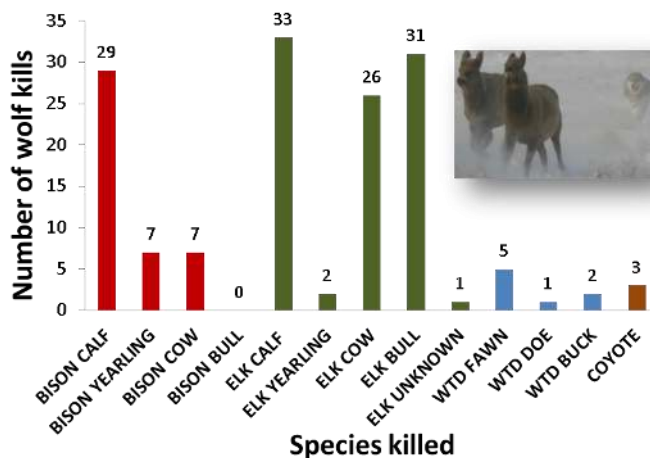 Number of wolf kills
35
30
25
20
15
10
5
0
29
7
7
0
33
2
26
31
1
5
1
2
3
BISON CALF
BISON YEARLING
BISON COW
BISON BULL
ELK CALF
ELK YEARLING
ELK COW
ELK BULL
ELK UNKNOWN
WTD FAWN
WTD DOE
WTD BUCK
COYOTE
Species killed